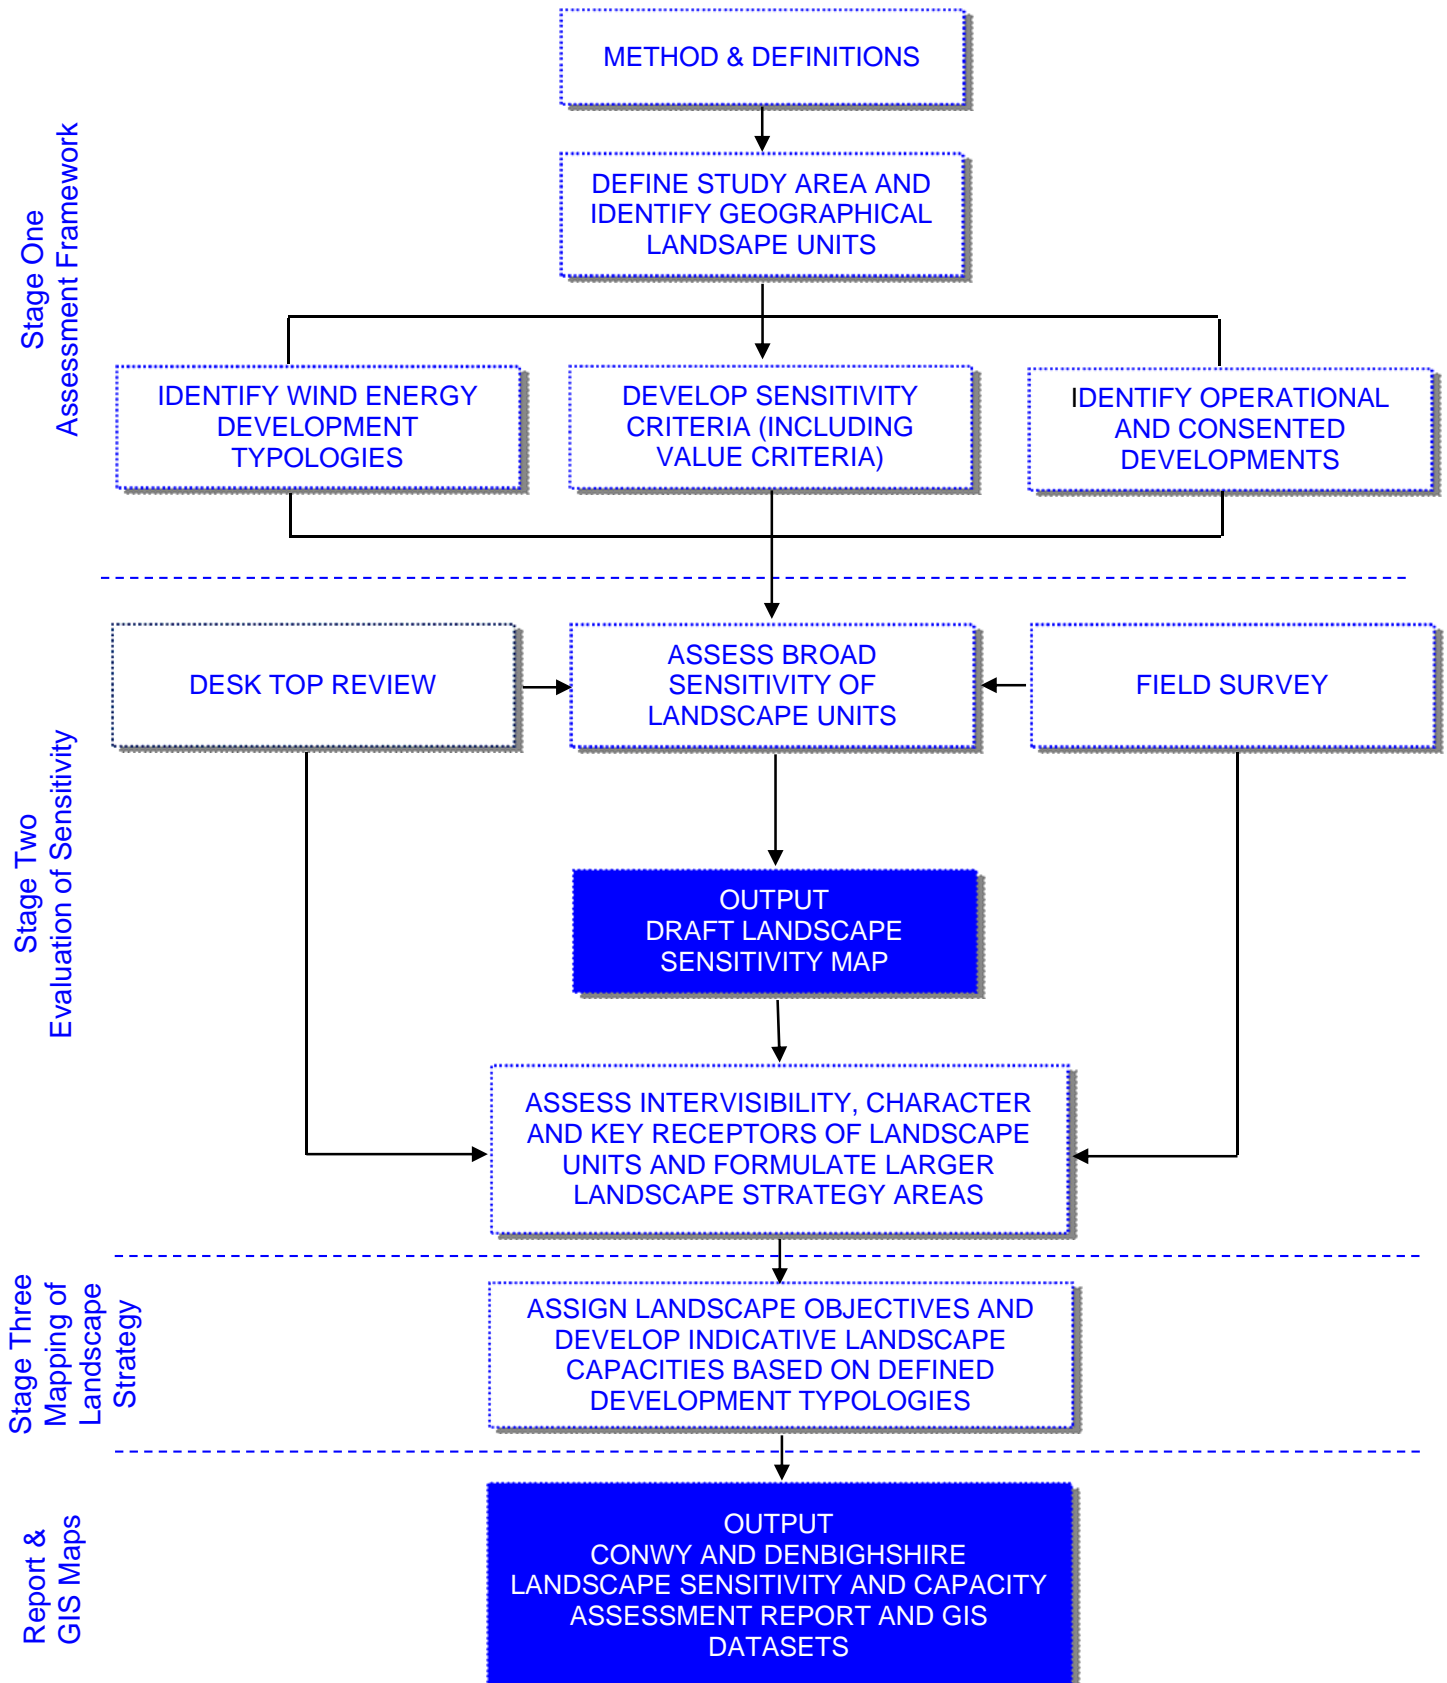 METHOD & DEFINITIONS
Stage One
Assessment Framework
DEFINE STUDY AREA AND
IDENTIFY GEOGRAPHICAL
LANDSAPE UNITS
IDENTIFY WIND ENERGY
DEVELOPMENT
TYPOLOGIES
DEVELOP SENSITIVITY
CRITERIA (INCLUDING
VALUE CRITERIA)
IDENTIFY OPERATIONAL
AND CONSENTED
DEVELOPMENTS
Stage Two
Evaluation of Sensitivity
DESK TOP REVIEW
ASSESS BROAD
SENSITIVITY OF
LANDSCAPE UNITS
FIELD SURVEY
OUTPUT
DRAFT LANDSCAPE
SENSITIVITY MAP
ASSESS INTERVISIBILITY, CHARACTER
AND KEY RECEPTORS OF LANDSCAPE
UNITS AND FORMULATE LARGER
LANDSCAPE STRATEGY AREAS
Stage Three
Mapping of
Landscape
Strategy
ASSIGN LANDSCAPE OBJECTIVES AND
DEVELOP INDICATIVE LANDSCAPE
CAPACITIES BASED ON DEFINED
DEVELOPMENT TYPOLOGIES
Report &
GIS Maps
OUTPUT
CONWY AND DENBIGHSHIRE
LANDSCAPE SENSITIVITY AND CAPACITY
ASSESSMENT REPORT AND GIS
DATASETS